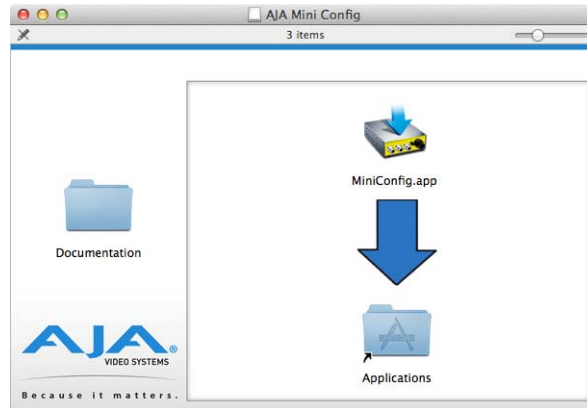 AJA Mini Config
3 items
MiniConfig.app
Documentation
Applications
AJA
VIDEO SYSTEMS
Because it matters.